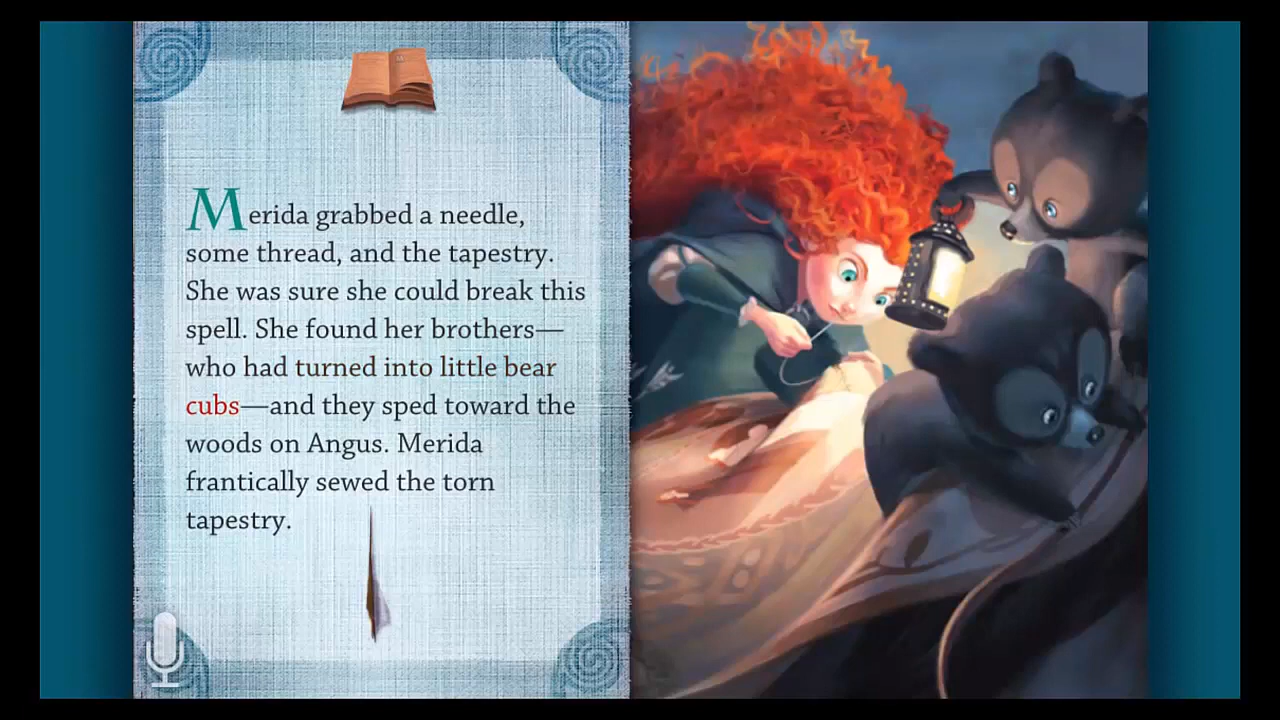 Merida grabbed a needle,
some thread, and the tapestry.
She was sure she could break this
spell. She found her brothers—
who had turned into little bear
cubs—and they sped toward the
woods on Angus. Merida
frantically sewed the torn
tapestry.